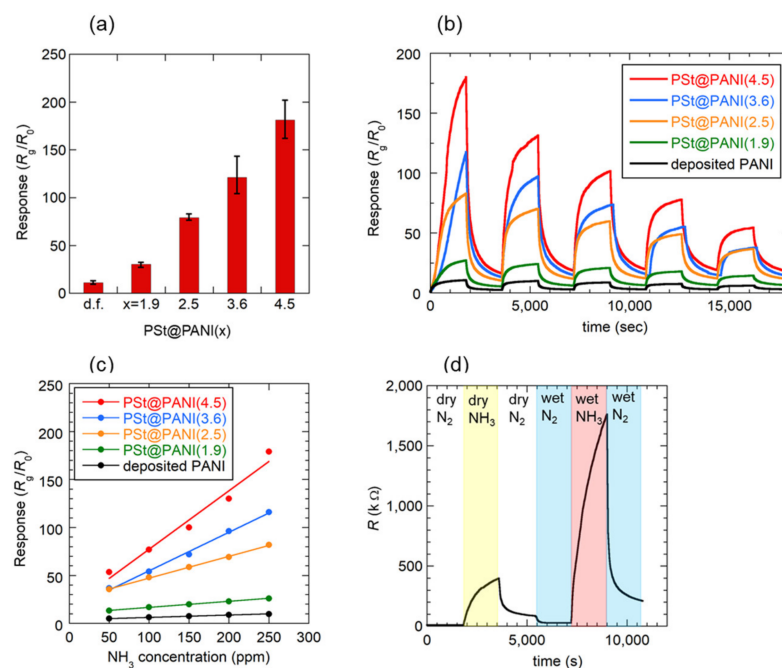 (a)
250
200
150
100
50
0
Response (Rg/R0)
d.f. x=1.9 2.5 3.6 4.5
PSt@PANI(x)
(b)
200
150
100
50
0
Response (Rg/R0)
PSt@PANI(4.5)
PSt@PANI(3.6)
PSt@PANI(2.5)
PSt@PANI(1.9)
deposited PANI
0 5,000 10,000 15,000
time (sec)
(c)
250
200
150
100
50
0
Response (Rg/R0)
PSt@PANI(4.5)
PSt@PANI(3.6)
PSt@PANI(2.5)
PSt@PANI(1.9)
deposited PANI
0 50 100 150 200 250 300
NH3 concentration (ppm)
(d)
2,000
1,500
1,000
500
0
R (k Ω)
dry dry dry wet wet wet
N2 NH3 N2 N2 NH3 N2
0 5,000 10,000
time (s)